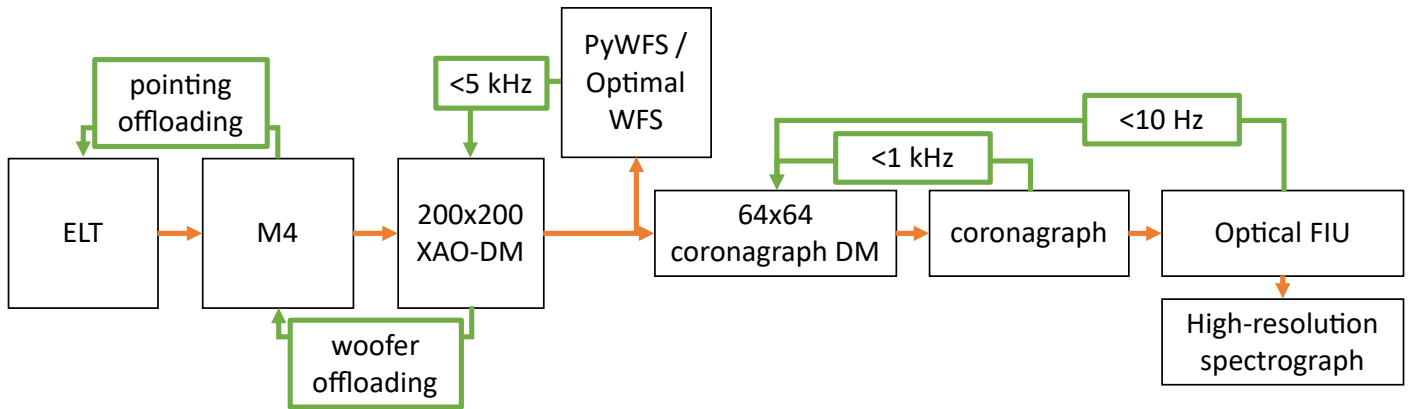 pointing
offloading
<5 kHz
PyWFS /
Optimal
WFS
<10 Hz
<1 kHz
ELT
M4
200x200
XAO-DM
64x64
coronagraph DM
coronagraph
Optical FIU
woofer
offloading
High-resolution
spectrograph